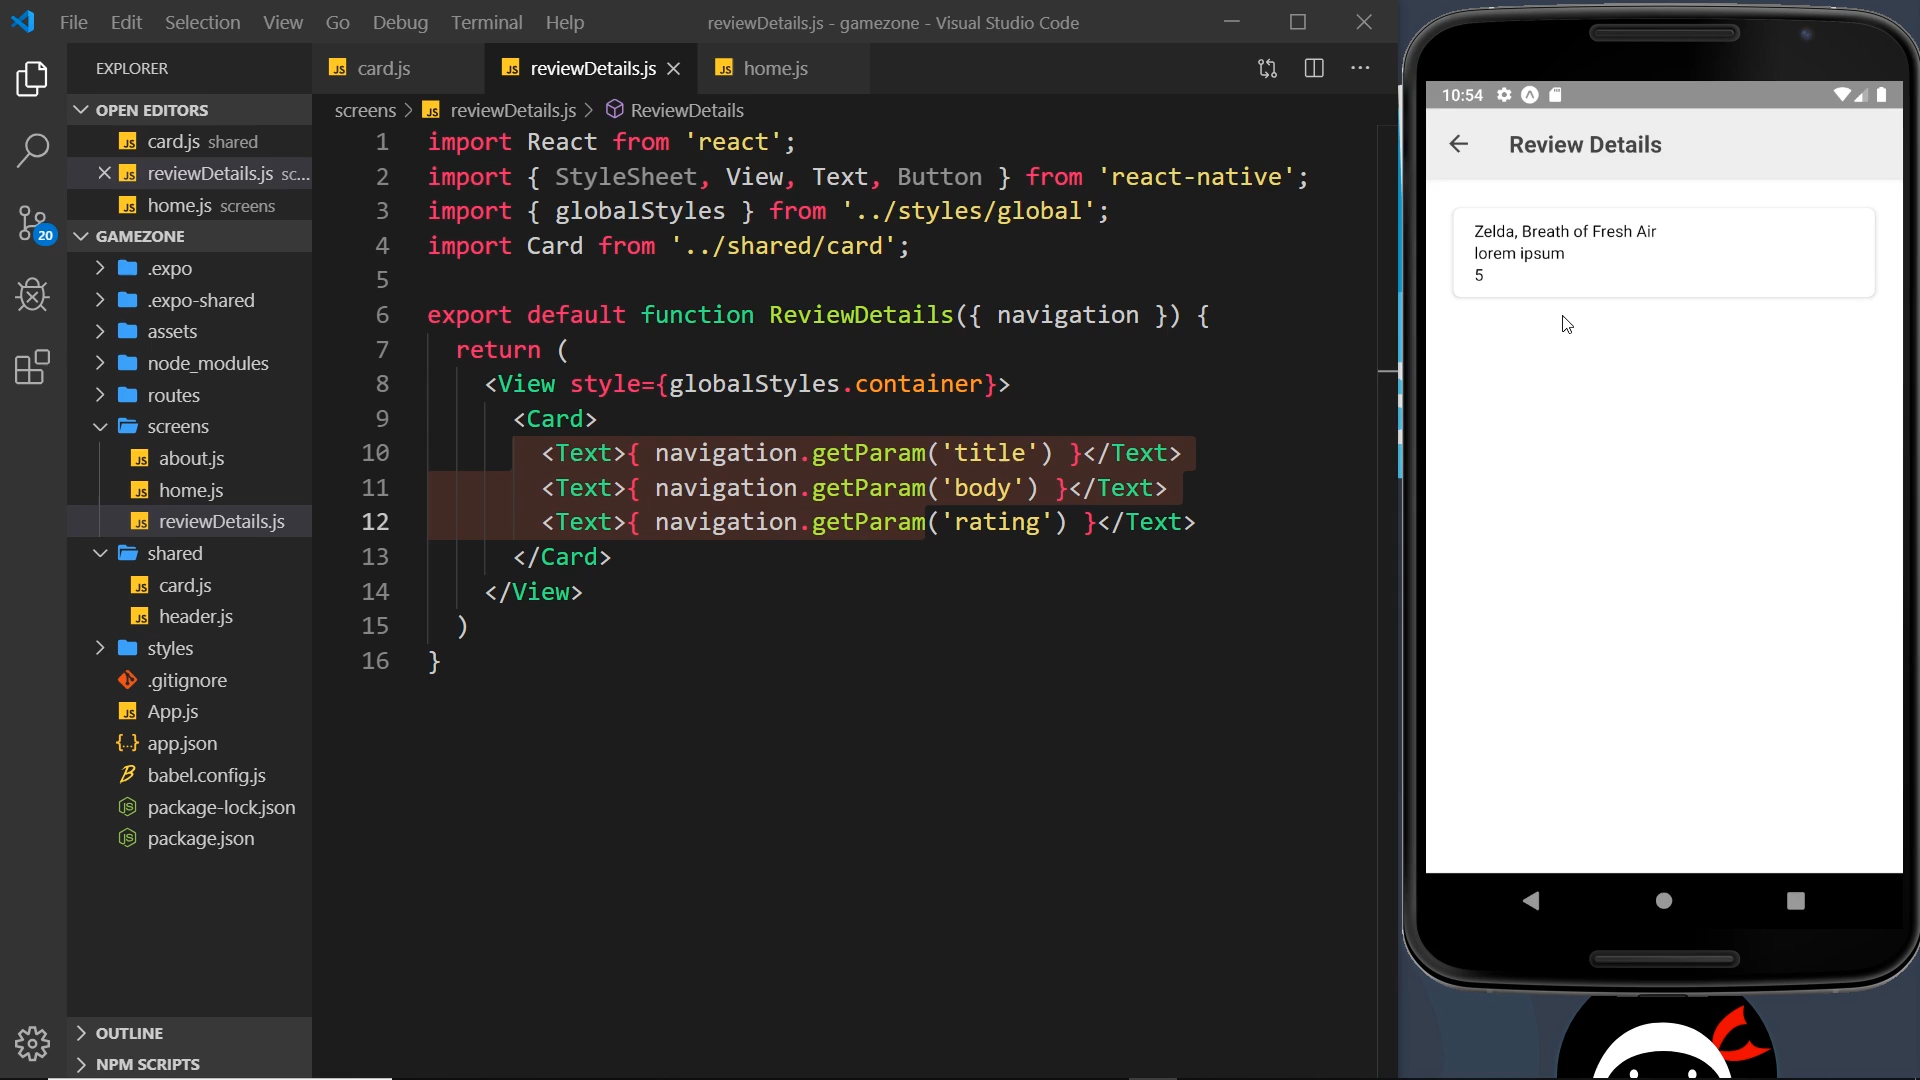 File Edit Selection View Go Debug Terminal Help
reviewDetails.js - gamezone - Visual Studio Code
EXPLORER
OPEN EDITORS
card.js shared
reviewDetails.js sc...
home.js screens
20
GAMEZONE
.expo
.expo-shared
assets
node_modules
routes
screens
about.js
home.js
reviewDetails.js
shared
card.js
header.js
styles
.gitignore
App.js
app.json
babel.config.js
package-lock.json
package.json
OUTLINE
NPM SCRIPTS
card.js
reviewDetails.js
home.js
screens > reviewDetails.js > ReviewDetails
1 import React from 'react';
2 import { StyleSheet, View, Text, Button } from 'react-native';
3 import { globalStyles } from '../styles/global';
4 import Card from '../shared/card';
5
6 export default function ReviewDetails({ navigation }) {
7 return (
8 <View style={globalStyles.container}>
9 <Card>
10 <Text>{ navigation.getParam('title') }</Text>
11 <Text>{ navigation.getParam('body') }</Text>
12 <Text>{ navigation.getParam('rating') }</Text>
13 </Card>
14 </View>
15 )
16 }
10:54
Review Details
Zelda, Breath of Fresh Air
lorem ipsum
5